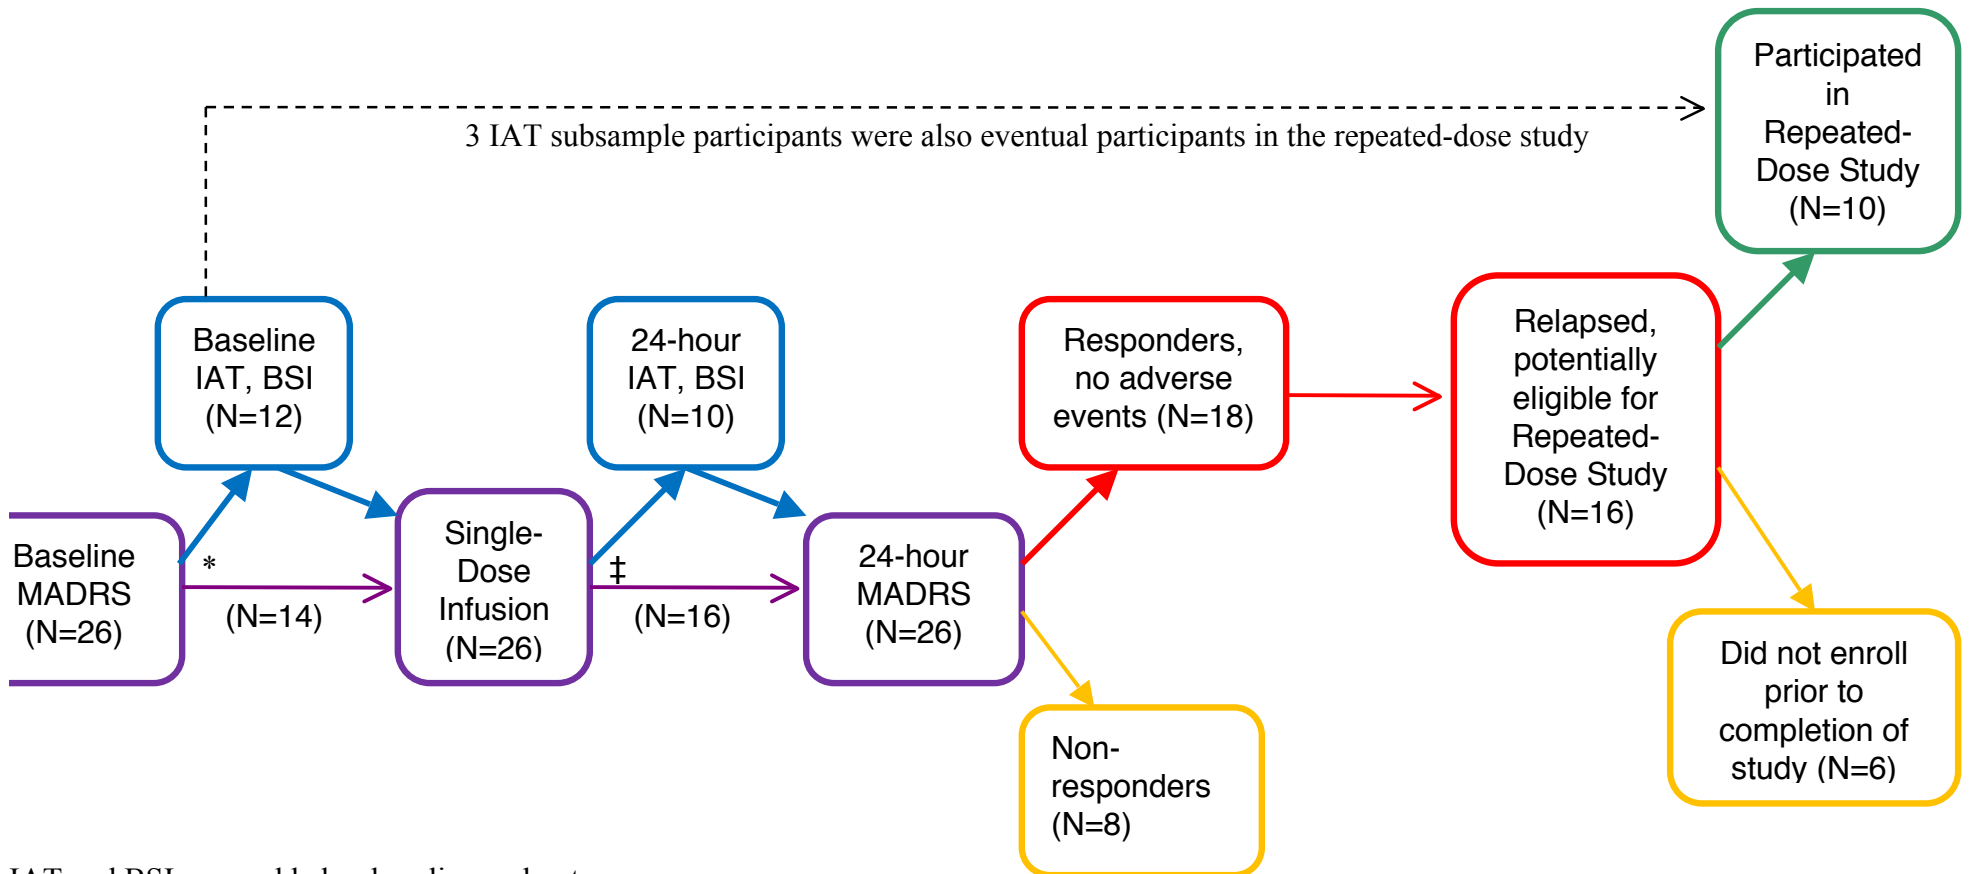 Participated
in
Repeated-
Dose Study
(N=10)
3 IAT subsample participants were also eventual participants in the repeated-dose study
Baseline
IAT, BSI
(N=12)
24-hour
IAT, BSI
(N=10)
Responders,
no adverse
events (N=18)
Relapsed,
potentially
eligible for
Repeated-
Dose Study
(N=16)
Baseline
MADRS
(N=26)
*
(N=14)
Single-
Dose
Infusion
(N=26)
‡
(N=16)
24-hour
MADRS
(N=26)
Non-
responders
(N=8)
Did not enroll
prior to
completion of
study (N=6)